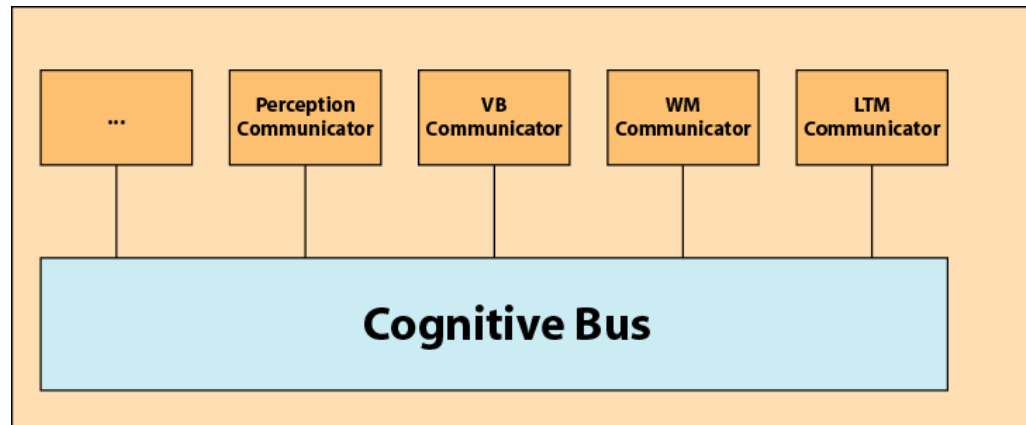 ...
Perception
Communicator
VB
Communicator
WM
Communicator
LTM
Communicator
Cognitive Bus